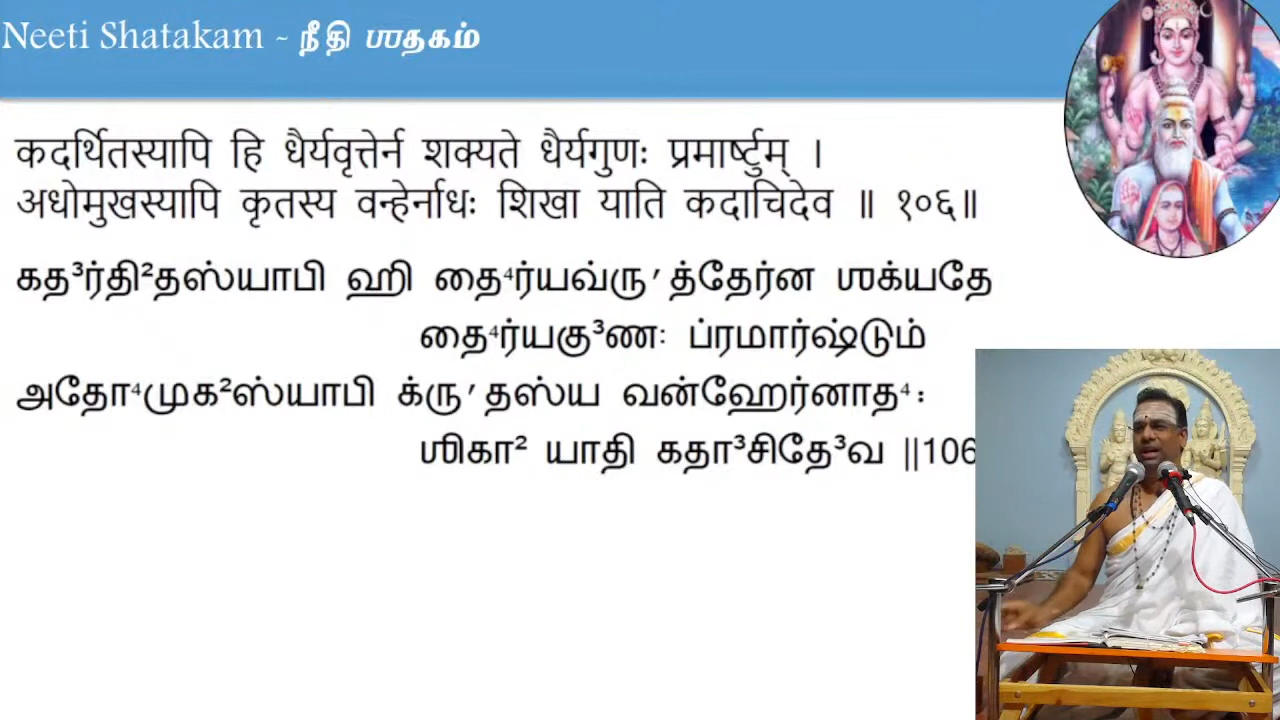 Neeti Shatakam ~ நீதி ஶதகம்
कदर्थितस्यापि हि धैर्यवृत्तेर्न शक्यते धैर्यगुणः प्रमार्ष्टुम् ।
अधोमुखस्यापि कृतस्य वन्हेर्नाधः शिखा याति कदाचिदेव ॥ १०६॥
கத³ர்தி²தஸ்யாபி ஹி தை⁴ர்யவ்ரு’த்தேர்ன ஶக்யதே
தை⁴ர்யகு³ண: ப்ரமார்ஷ்டும்
அதோ⁴முக²ஸ்யாபி க்ரு’தஸ்ய வன்ஹேர்னாத⁴:
ஶிகா² யாதி கதா³சிதே³வ ||106